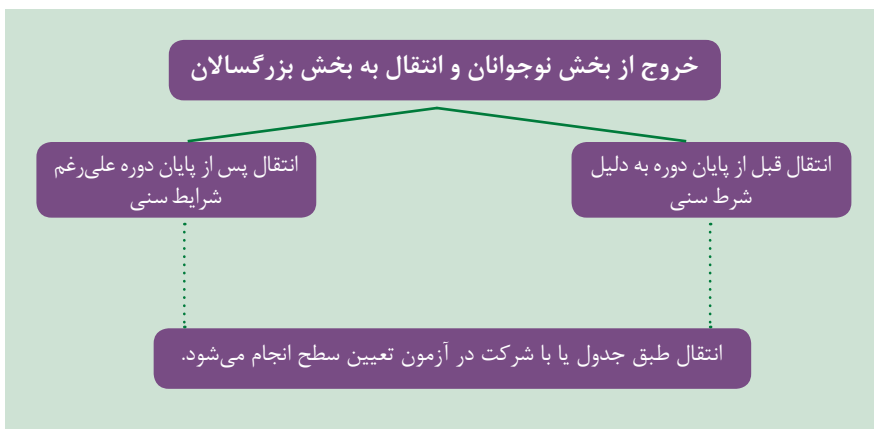 خروج از بخش نوجوانان و انتقال به بخش بزرگسالان
انتقال قبل از پایان دوره به دلیل
شرط سنی
انتقال پس از پایان دوره علی‌رغم
شرایط سنی
انتقال طبق جدول یا با شرکت در آزمون تعیین سطح انجام می‌شود.